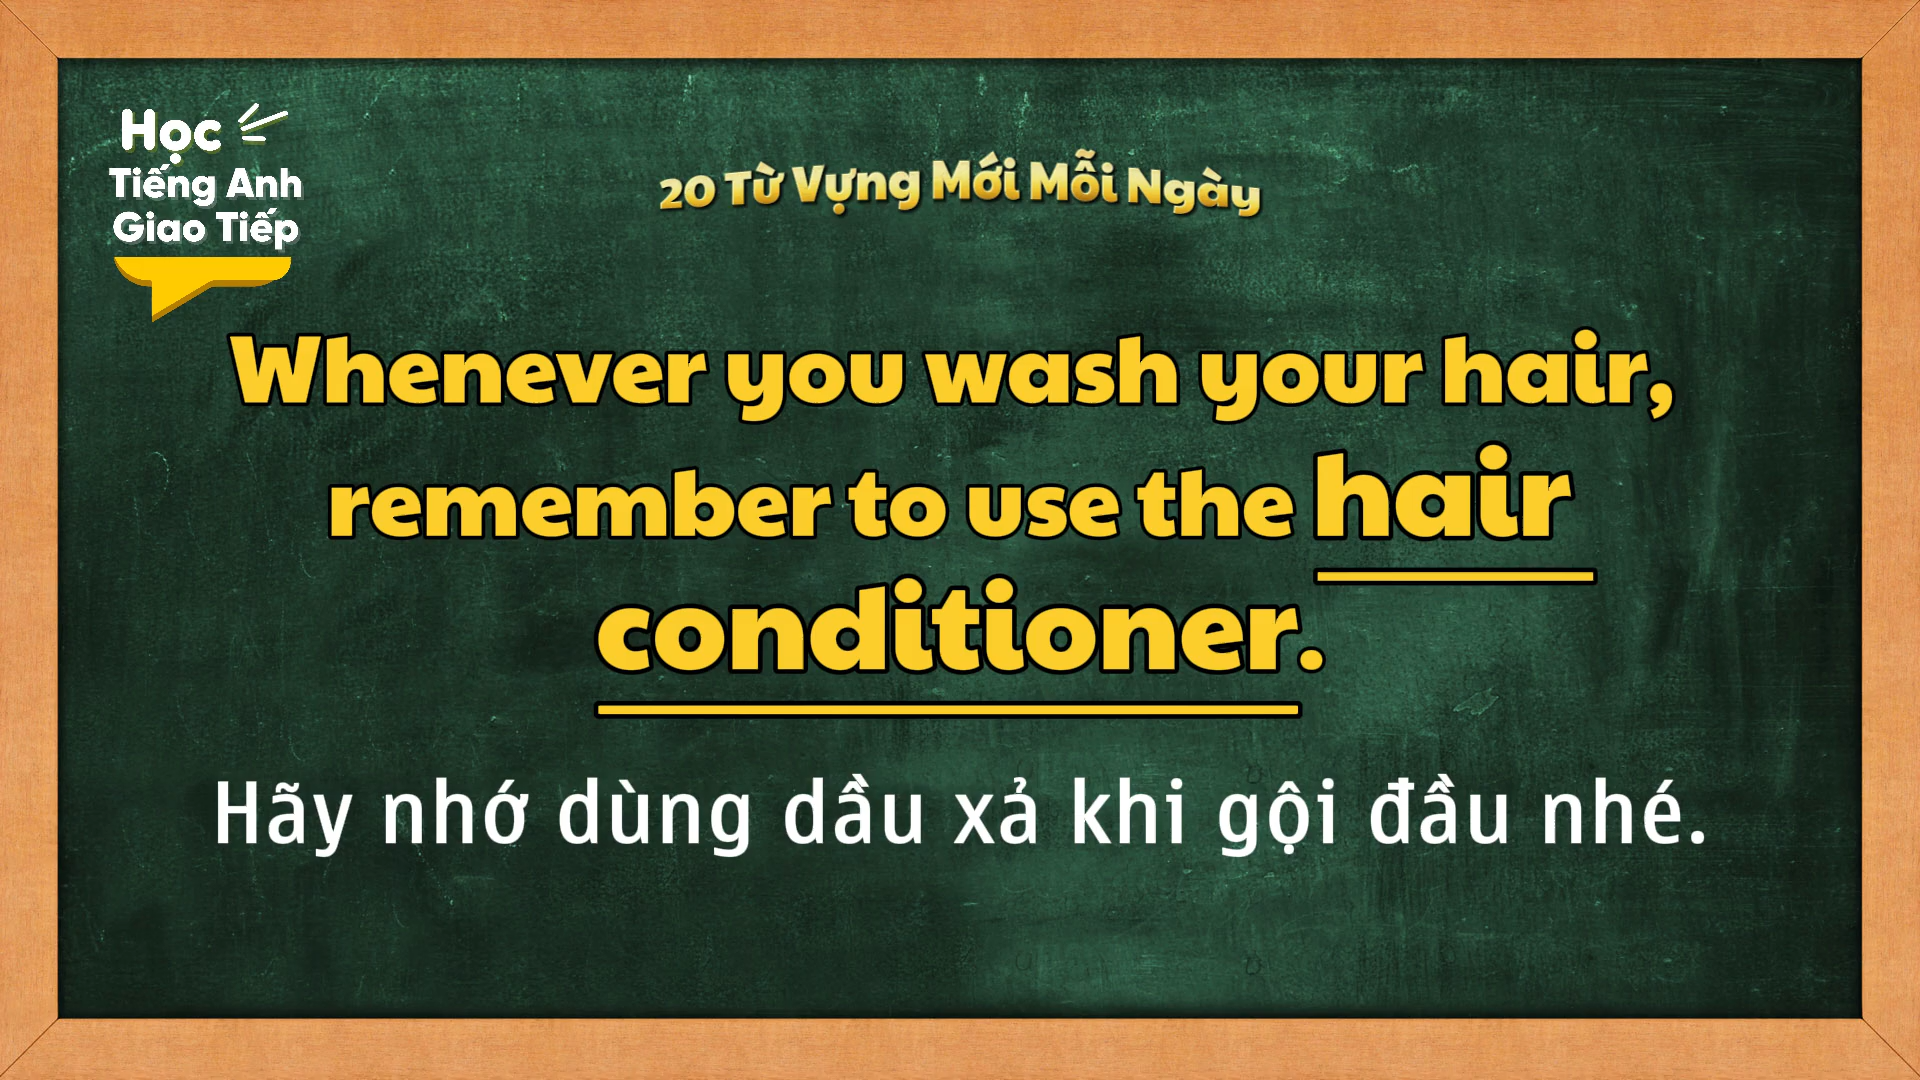 Học
Tiếng Anh
Giao Tiếp
20 Từ Vựng Mới Mỗi Ngày
Whenever you wash your hair,
remember to use the hair
conditioner.
Hãy nhớ dùng dầu xả khi gội đầu nhé.